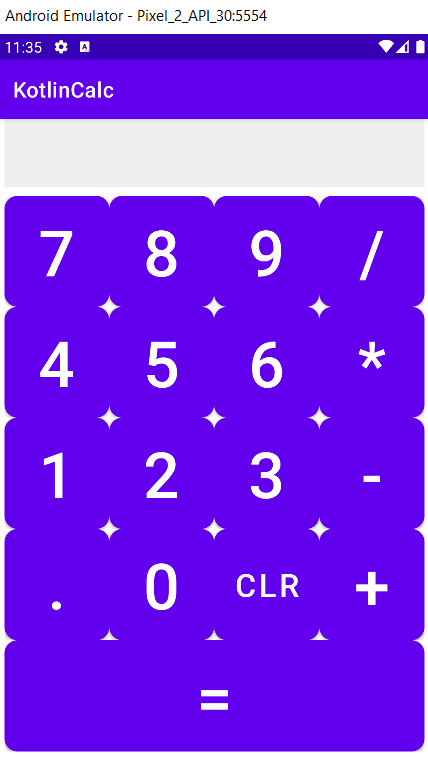 Android Emulator - Pixel_2_API_30:5554
11:35 A
KotlinCalc
7 8 9 /
4 5 6 *
1 2 3 -
. 0 CLR +
=